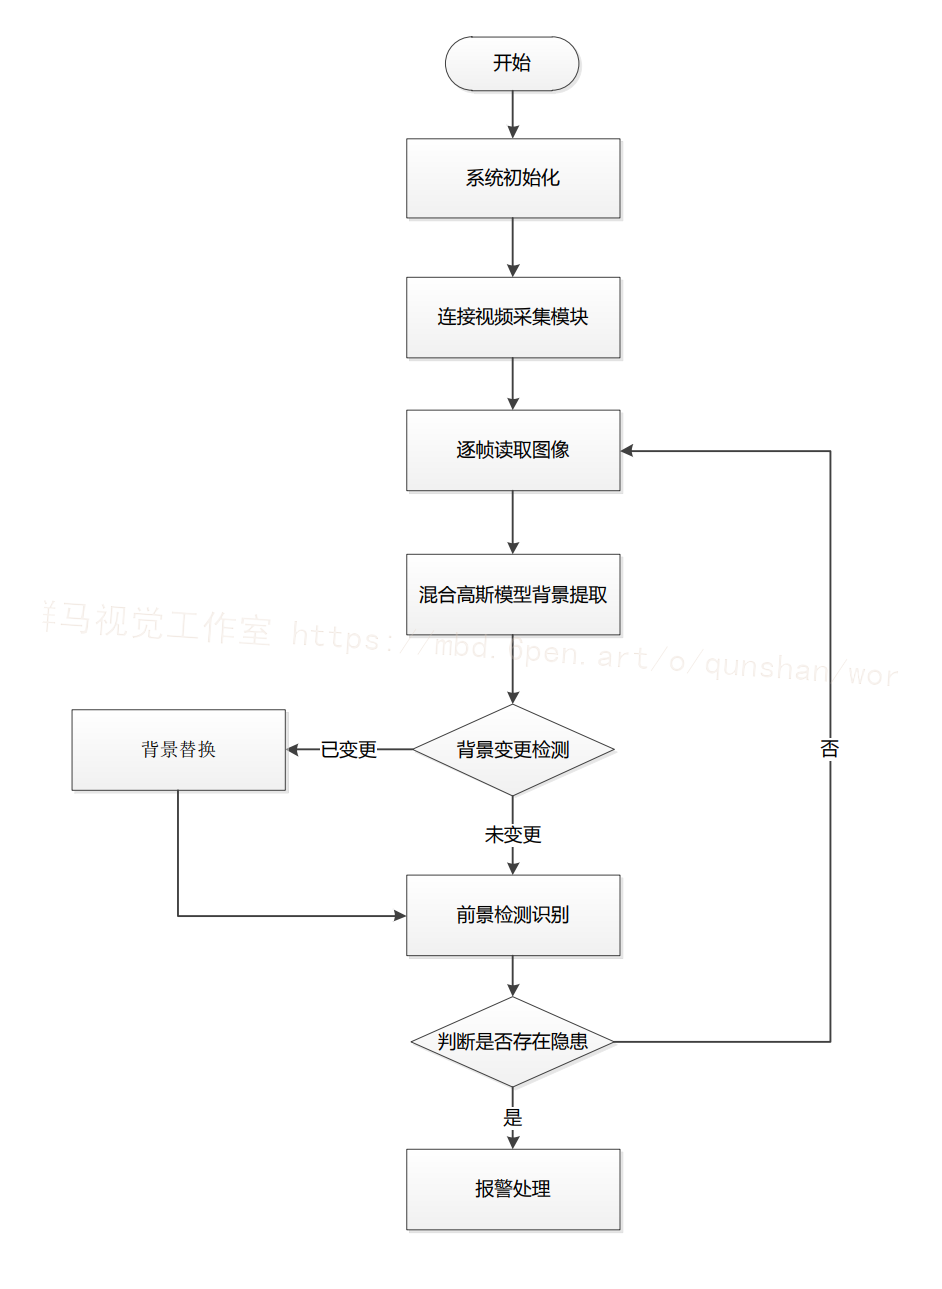 开始
系统初始化
连接视频采集模块
逐帧读取图像
混合高斯模型背景提取
马视觉工作室 https://mbd.open.art/o/qunshan/wor
背景替换
已变更
背景变更检测
否
未变更
前景检测识别
判断是否存在隐患
是
报警处理